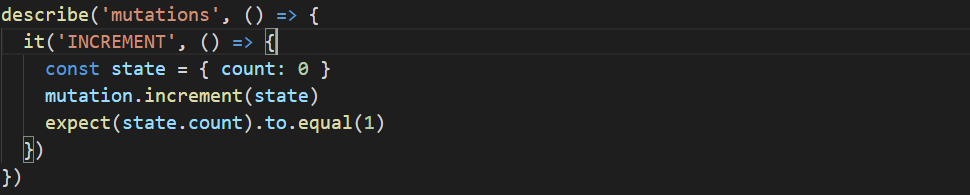 describe('mutations', () => {
  it('INCREMENT', () => {
    const state = { count: 0 }
    mutation.increment(state)
    expect(state.count).to.equal(1)
  })
})